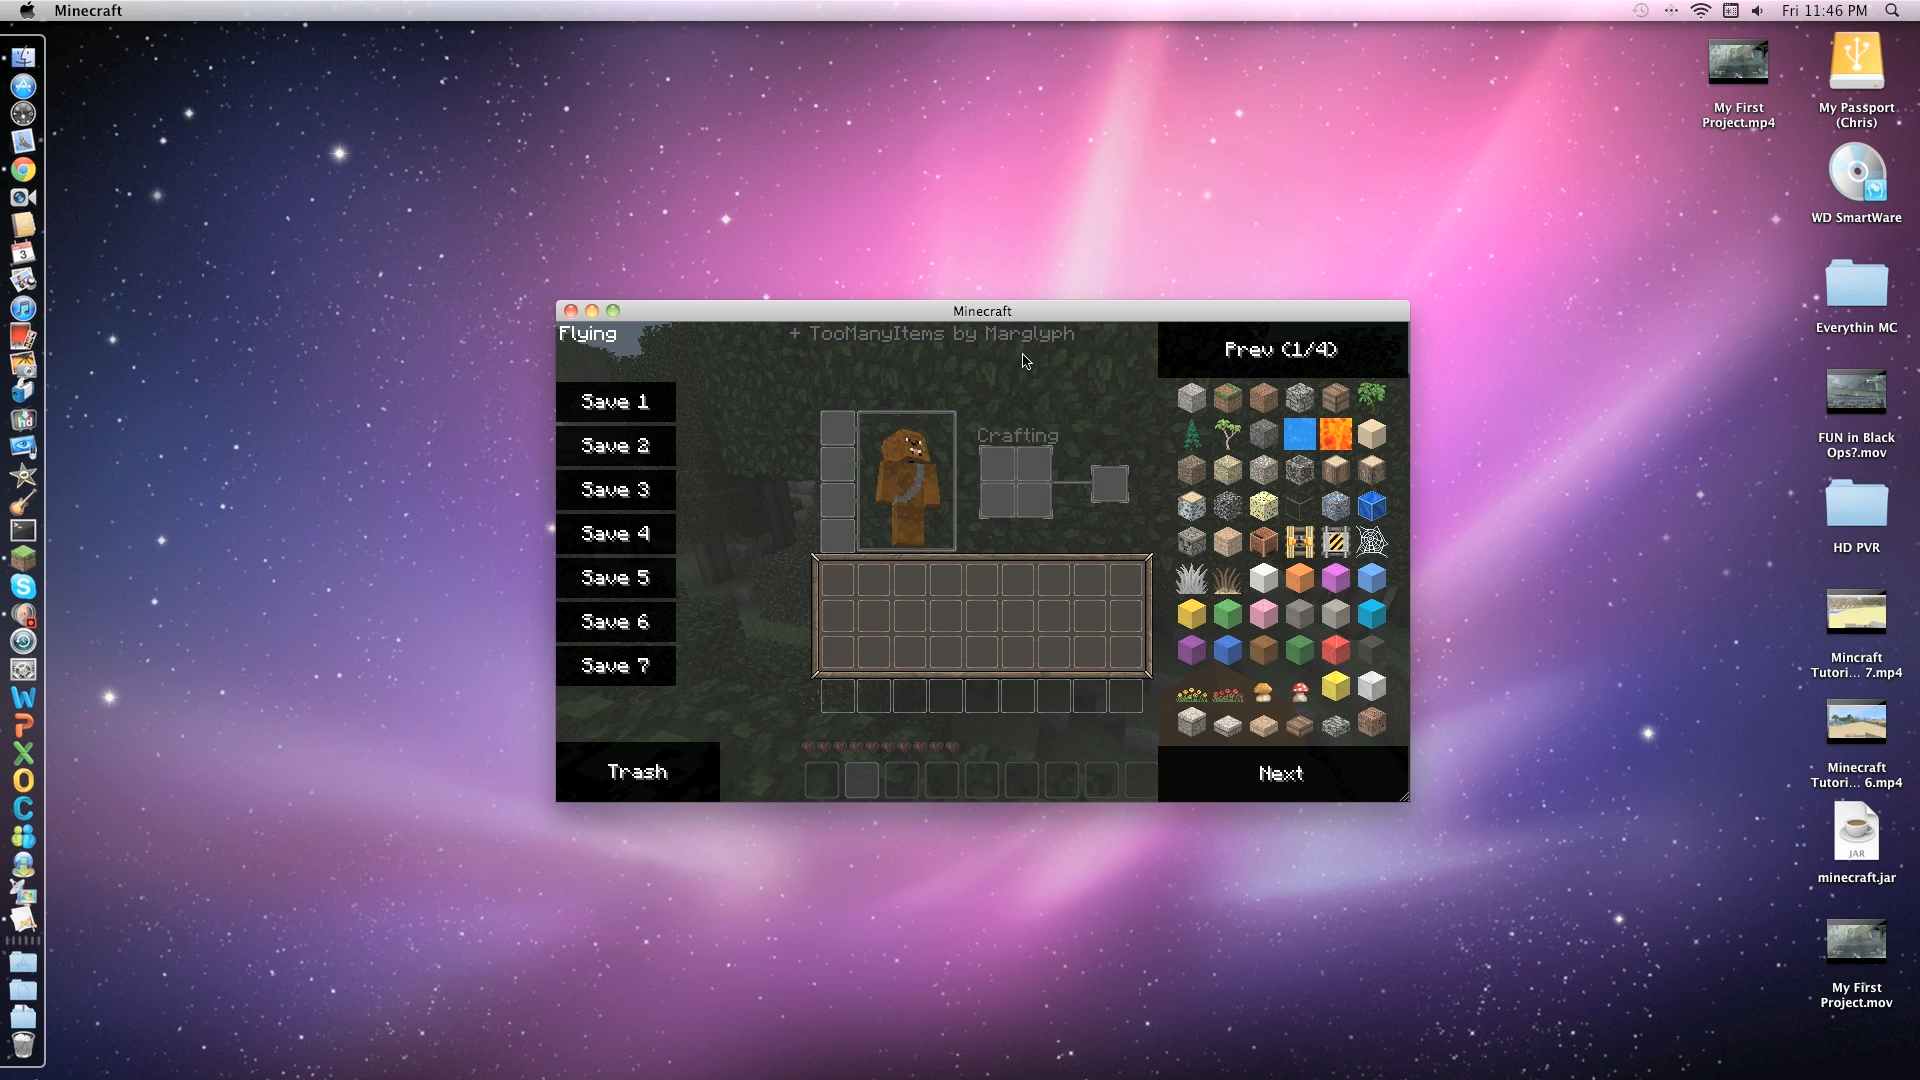 Minecraft
Fri 11:46 PM
My First
Project.mp4
My Passport
(Chris)
WD SmartWare
Everythin MC
FUN in Black
Ops?.mov
HD PVR
Mincraft
Tutori... 7.mp4
Minecraft
Tutori... 6.mp4
JAR
minecraft.jar
My First
Project.mov
Minecraft
Flying
+ TooManyItems by Marglyph
Prev (1/4)
Save 1
Save 2
Save 3
Save 4
Save 5
Save 6
Save 7
Crafting
Trash
Next
3
hd
W
P
X
O
C